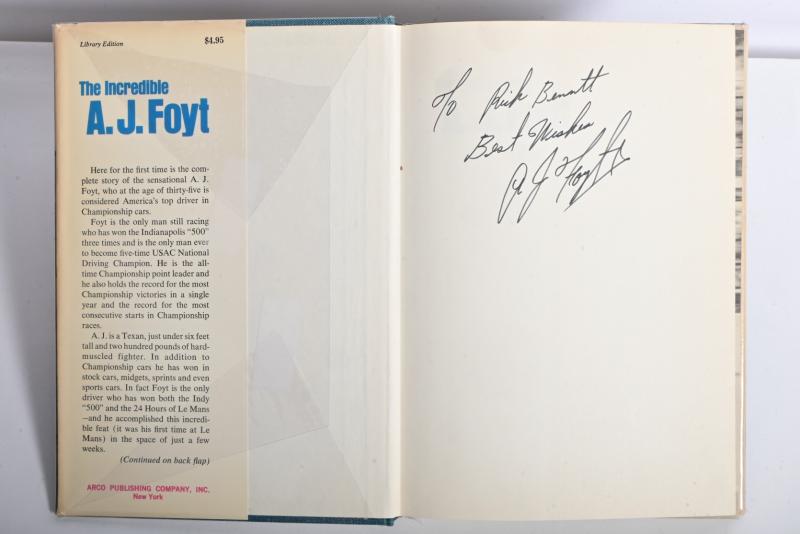 Library Edition
$4.95
The Incredible
A.J. Foyt
Here for the first time is the com-
plete story of the sensational A. J.
Foyt, who at the age of thirty-five is
considered America's top driver in
Championship cars.
Foyt is the only man still racing
who has won the Indianapolis "500"
three times and is the only man ever
to become five-time USAC National
Driving Champion. He is the all-
time Championship point leader and
he also holds the record for the most
Championship victories in a single
year and the record for the most
consecutive starts in Championship
races.
A. J. is a Texan, just under six feet
tall and two hundred pounds of hard-
muscled fighter. In addition to
Championship cars he has won in
stock cars, midgets, sprints and even
sports cars. In fact Foyt is the only
driver who has won both the Indy
"500" and the 24 Hours of Le Mans
—and he accomplished this incredi-
ble feat (it was his first time at Le
Mans) in the space of just a few
weeks.
(Continued on back flap)
ARCO PUBLISHING COMPANY, INC.
New York
To Rick Bennett
Best Wishes
A J Foyt